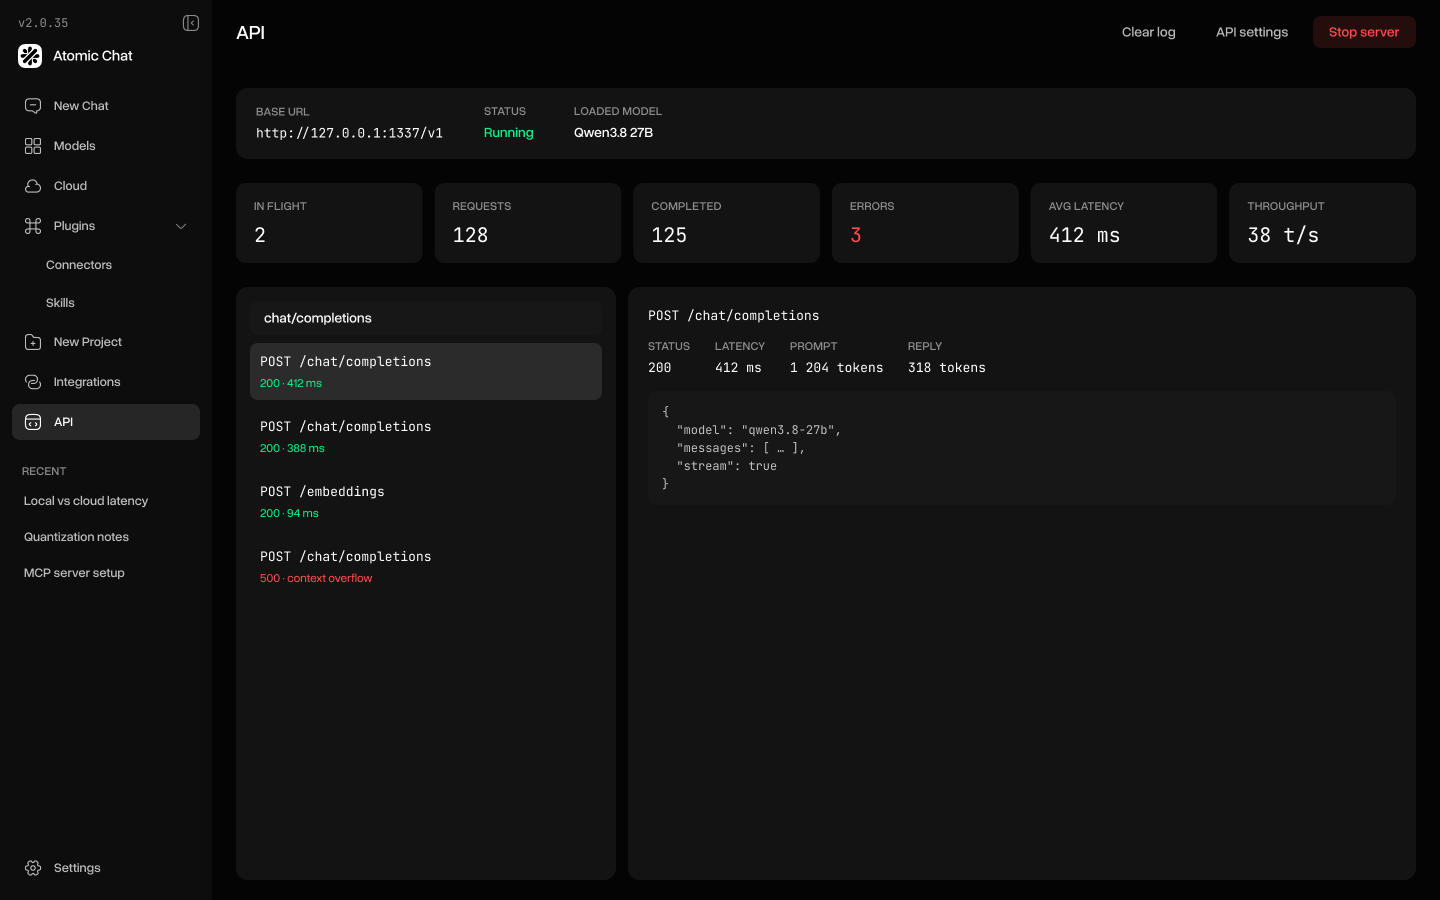 v2.0.35
Atomic Chat
New Chat
Models
Cloud
Plugins
Connectors
Skills
New Project
Integrations
API
RECENT
Local vs cloud latency
Quantization notes
MCP server setup
Settings
API
Clear log
API settings
Stop server
BASE URL
http://127.0.0.1:1337/v1
STATUS
Running
LOADED MODEL
Qwen3.8 27B
IN FLIGHT
2
REQUESTS
128
COMPLETED
125
ERRORS
3
AVG LATENCY
412 ms
THROUGHPUT
38 t/s
chat/completions
POST /chat/completions
200 · 412 ms
POST /chat/completions
200 · 388 ms
POST /embeddings
200 · 94 ms
POST /chat/completions
500 · context overflow
POST /chat/completions
STATUS
200
LATENCY
412 ms
PROMPT
1 204 tokens
REPLY
318 tokens
{
"model": "qwen3.8-27b",
"messages": [ … ],
"stream": true
}